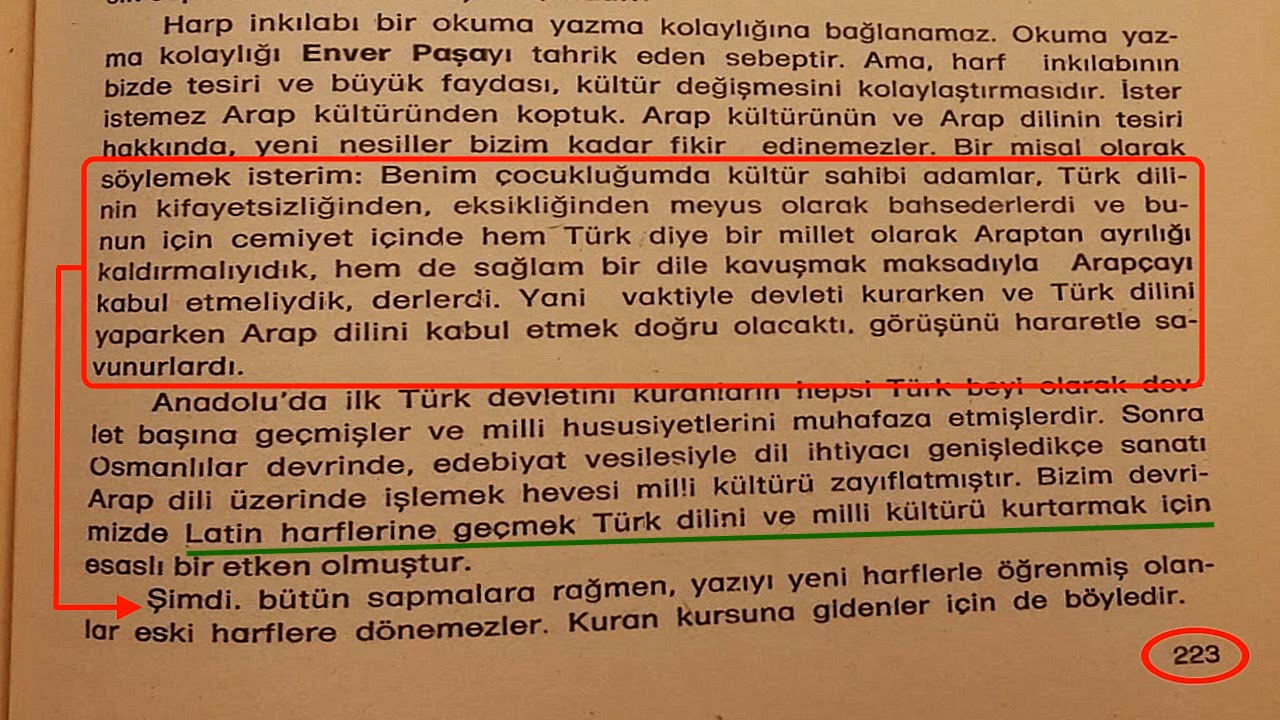 Harp inkılabı bir okuma yazma kolaylığına bağlanamaz. Okuma yaz-
ma kolaylığı Enver Paşayı tahrik eden sebeptir. Ama, harf inkılabının
bizde tesiri ve büyük faydası, kültür değişmesini kolaylaştırmasıdır. İster
istemez Arap kültüründen koptuk. Arap kültürünün ve Arap dilinin tesiri
hakkında, yeni nesiller bizim kadar fikir edinemezler. Bir misal olarak
söylemek isterim: Benim çocukluğumda kültür sahibi adamlar, Türk dili-
nin kifayetsizliğinden, eksikliğinden meyus olarak bahsederlerdi ve bu-
nun için cemiyet içinde hem Türk diye bir millet olarak Araptan ayrılığı
kaldırmalıyıdık, hem de sağlam bir dile kavuşmak maksadıyla Arapçayı
kabul etmeliydik, derlerdi. Yani vaktiyle devleti kurarken ve Türk dilini
yaparken Arap dilini kabul etmek doğru olacaktı. görüşünü hararetle sa-
vunurlardı.
Anadolu'da ilk Türk devletini kuranların hepsi Türk beyi olarak dev-
let başına geçmişler ve milli hususiyetlerini muhafaza etmişlerdir. Sonra
Osmanlılar devrinde, edebiyat vesilesiyle dil ihtiyacı genişledikçe sanatı
Arap dili üzerinde işlemek hevesi milli kültürü zayıflatmıştır. Bizim devri-
mizde Latin harflerine geçmek Türk dilini ve milli kültürü kurtarmak için
esaslı bir etken olmuştur.
Şimdi. bütün sapmalara rağmen, yazıyı yeni harflerle öğrenmiş olan-
lar eski harflere dönemezler. Kuran kursuna gidenler için de böyledir.
223